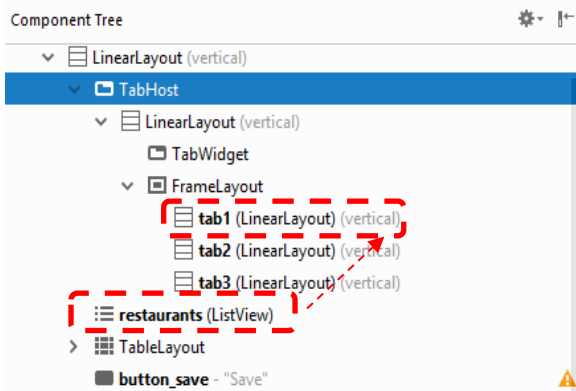 Component Tree
LinearLayout (vertical)
TabHost
LinearLayout (vertical)
TabWidget
FrameLayout
tab1 (LinearLayout) (vertical)
tab2 (LinearLayout) (vertical)
tab3 (LinearLayout) (vertical)
restaurants (ListView)
TableLayout
button_save - "Save"